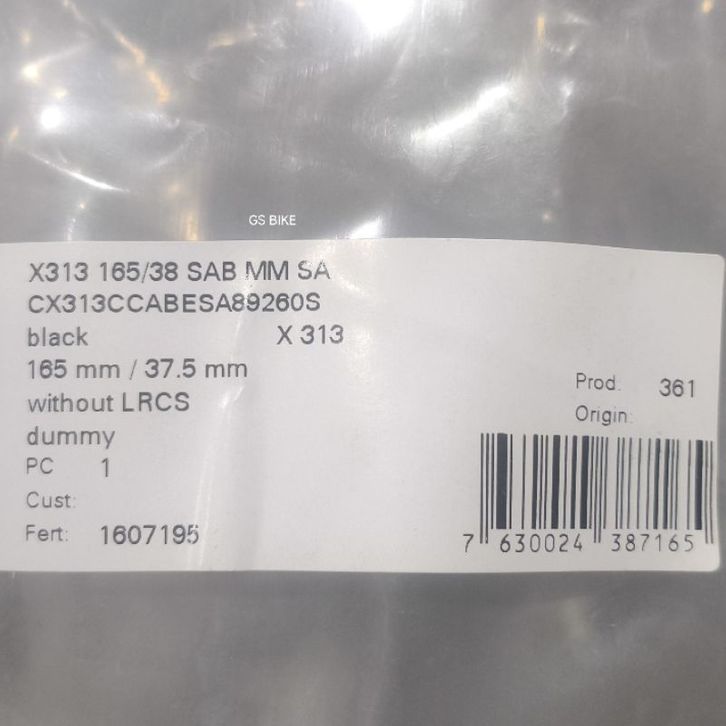 GS BIKE
X313 165/38 SAB MM SA
CX313CCABESA89260S
black X 313
165 mm / 37.5 mm
without LRCS
dummy
PC 1
Cust:
Fert: 1607195
Prod: 361
Origin:
7 630024 387165